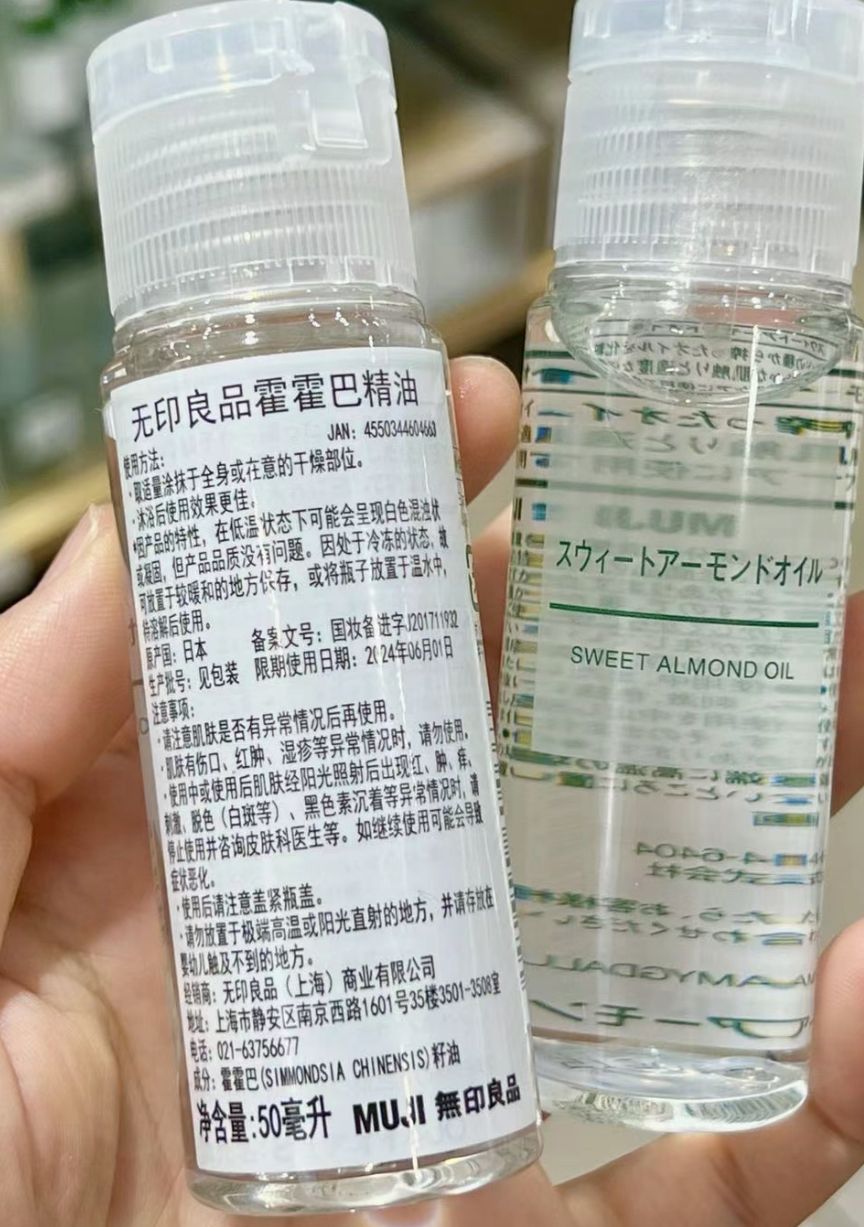 无印良品霍霍巴精油
JAN: 4550344604663
使用方法:
·取适量涂抹于全身或在意的干燥部位。
·沐浴后使用效果更佳。
*因产品的特性，在低温状态下可能会呈现白色混浊状
或凝固，但产品品质没有问题。因处于冷冻的状态，故
可放置于较暖和的地方保存，或将瓶子放置于温水中，
待溶解后使用。
原产国: 日本 备案文号: 国妆备进字J201711932
生产批号: 见包装 限期使用日期: 2024年06月01日
注意事项:
·请注意肌肤是否有异常情况后再使用。
·肌肤有伤口、红肿、湿疹等异常情况时，请勿使用。
·使用中或使用后肌肤经阳光照射后出现红、肿、痒、
刺激、脱色（白斑等）、黑色素沉着等异常情况时，请
停止使用并咨询皮肤科医生等。如继续使用可能会导致
症状恶化。
·使用后请注意盖紧瓶盖。
·请勿放置于极端高温或阳光直射的地方，并请存放在
婴幼儿触及不到的地方。
经销商: 无印良品（上海）商业有限公司
地址: 上海市静安区南京西路1601号35楼3501-3508室
电话: 021-63756677
成分: 霍霍巴(SIMMONDSIA CHINENSIS)籽油
净含量:50毫升 MUJI 無印良品
スウィートアーモンドオイル
SWEET ALMOND OIL